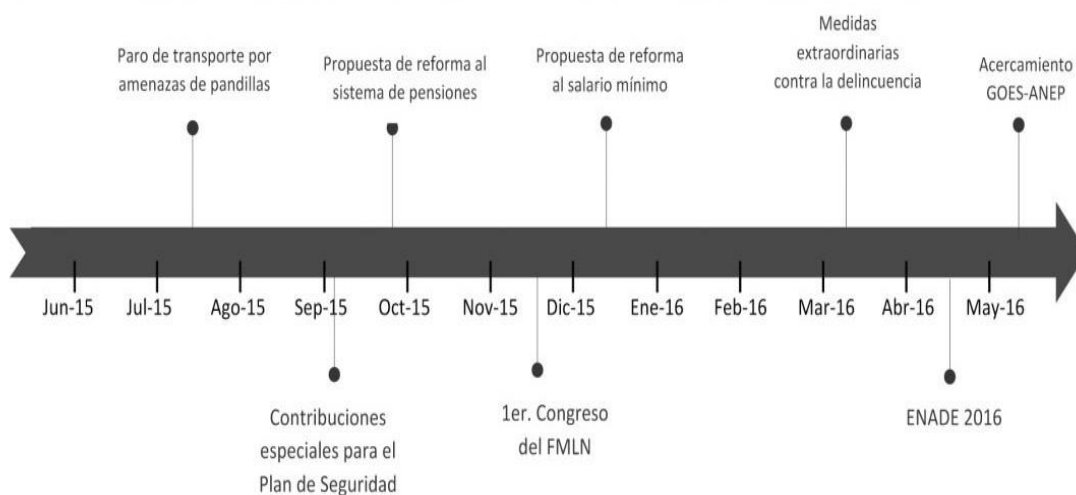 Paro de transporte por
amenazas de pandillas
Propuesta de reforma al
sistema de pensiones
Propuesta de reforma
al salario mínimo
Medidas
extraordinarias
contra la delincuencia
Acercamiento
GOES-ANEP
Jun-15
Jul-15
Ago-15
Sep-15
Oct-15
Nov-15
Dic-15
Ene-16
Feb-16
Mar-16
Abr-16
May-16
Contribuciones
especiales para el
Plan de Seguridad
1er. Congreso
del FMLN
ENADE 2016